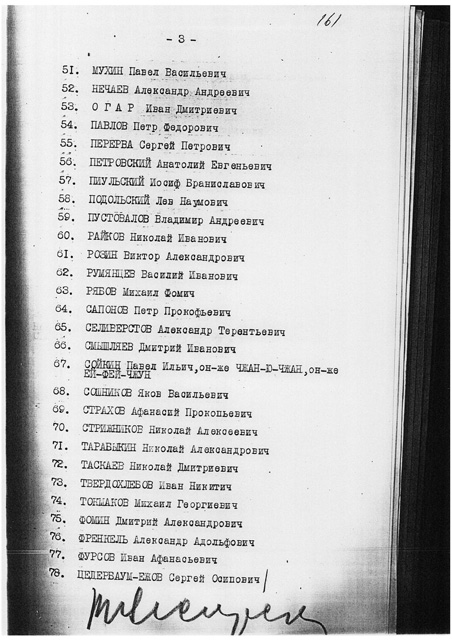 161
- 3 -
51. МУХИН Павел Васильевич
52. НЕЧАЕВ Александр Андреевич
53. О Г А Р Иван Дмитриевич
54. ПАВЛОВ Петр Федорович
55. ПЕРЕРВА Сергей Петрович
56. ПЕТРОВСКИЙ Анатолий Евгеньевич
57. ПИУЛЬСКИЙ Иосиф Браниславович
58. ПОДОЛЬСКИЙ Лев Наумович
59. ПУСТОВАЛОВ Владимир Андреевич
60. РАЙКОВ Николай Иванович
61. РОЗИН Виктор Александрович
62. РУМЯНЦЕВ Василий Иванович
63. РЯБОВ Михаил Фомич
64. САПОНОВ Петр Прокофьевич
65. СЕЛИВЕРСТОВ Александр Терентьевич
66. СМЫШЛЯЕВ Дмитрий Иванович
67. СОЙКИН Павел Ильич,он-же ЧЖАН-Ю-ЧЖАН,он-же
ЕЙ-ФЕЙ-ЧЖУН
68. СОШНИКОВ Яков Васильевич
69. СТРАХОВ Афанасий Прокопьевич
70. СТРИЖНИКОВ Николай Алексеевич
71. ТАРАБЫКИН Николай Александрович
72. ТАСКАЕВ Николай Дмитриевич
73. ТВЕРДОХЛЕБОВ Иван Никитич
74. ТОКМАКОВ Михаил Георгиевич
75. ФОМИН Дмитрий Александрович
76. ФРЕНКЕЛЬ Александр Адольфович
77. ФУРСОВ Иван Афанасьевич
78. ЦЕДЕРБАУМ-ЕЖОВ Сергей Осипович